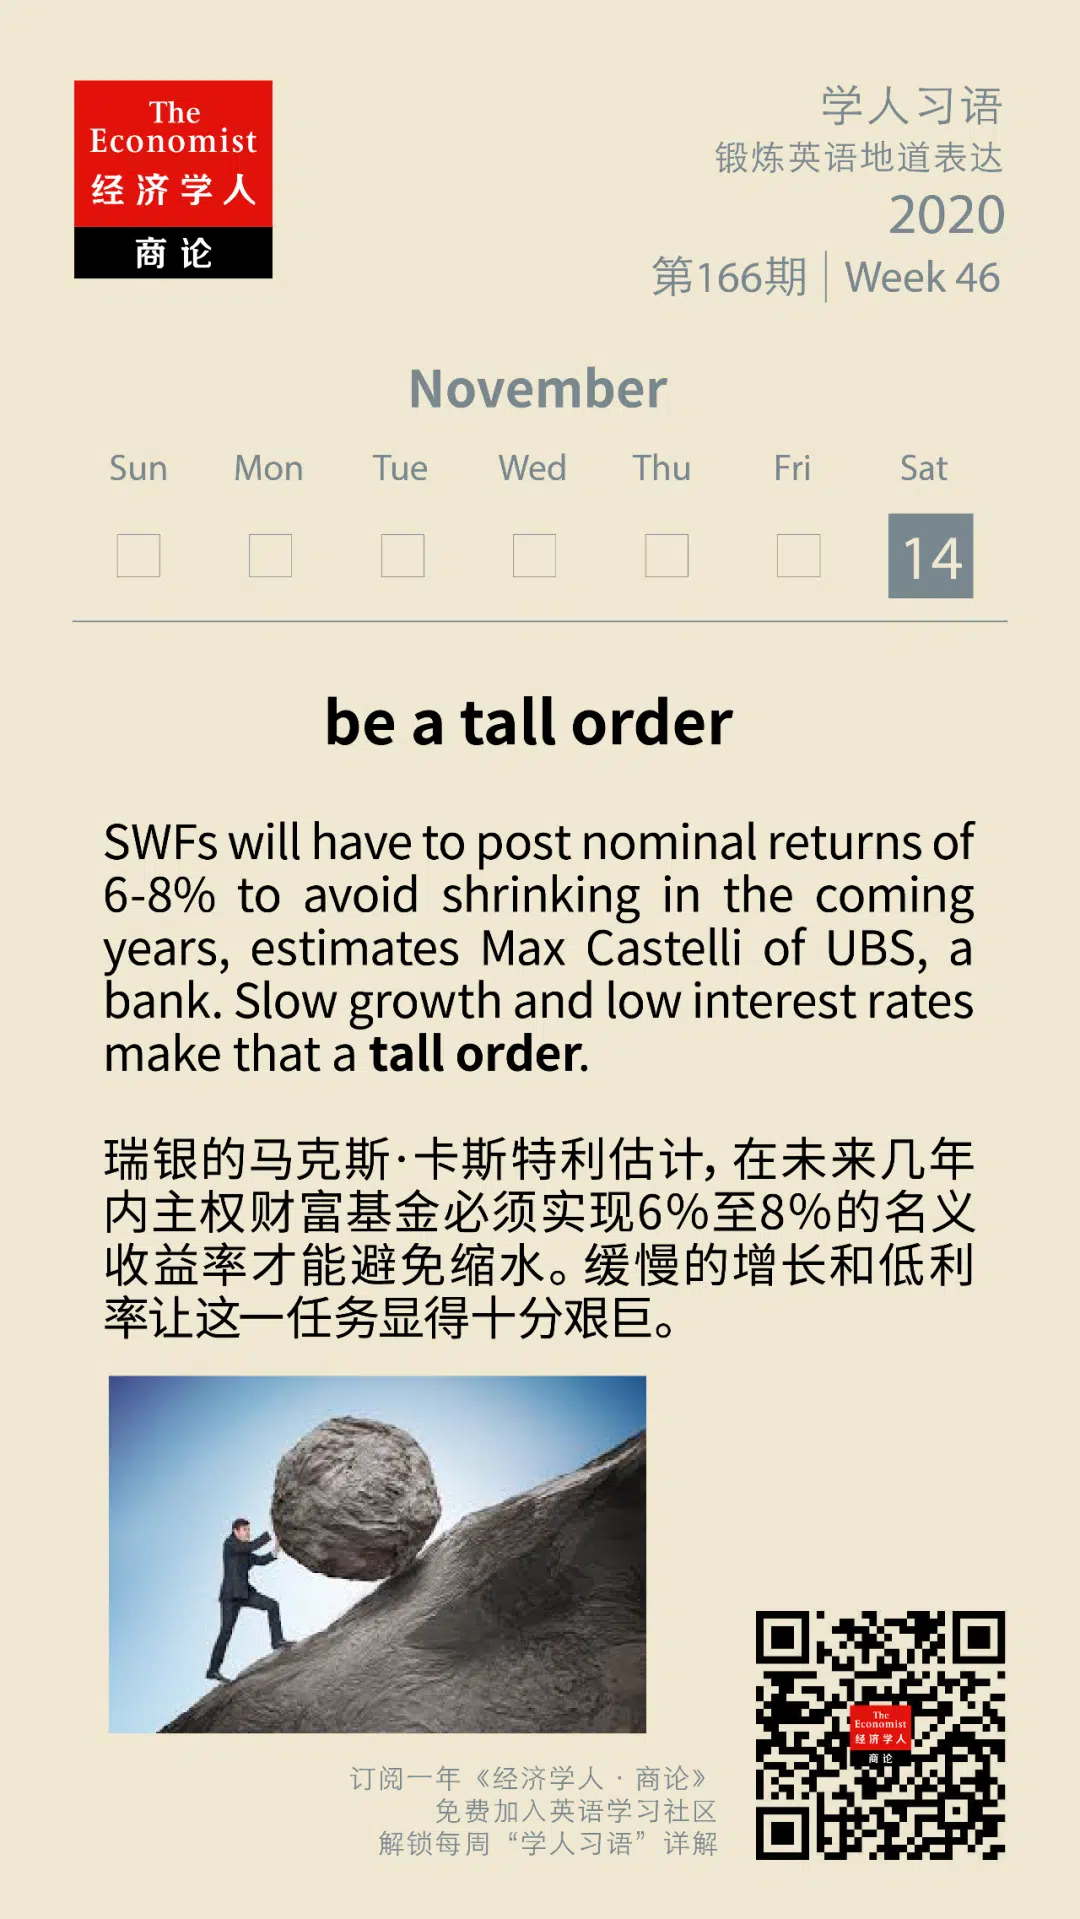 The
Economist
经济学人
商论
学人习语
锻炼英语地道表达
2020
第166期 | Week 46
November
Sun Mon Tue Wed Thu Fri Sat
14
be a tall order
SWFs will have to post nominal returns of
6-8% to avoid shrinking in the coming
years, estimates Max Castelli of UBS, a
bank. Slow growth and low interest rates
make that a tall order.
瑞银的马克斯·卡斯特利估计，在未来几年
内主权财富基金必须实现6%至8%的名义
收益率才能避免缩水。缓慢的增长和低利
率让这一任务显得十分艰巨。
订阅一年《经济学人·商论》
免费加入英语学习社区
解锁每周“学人习语”详解
The
Economist
经济学人
商论